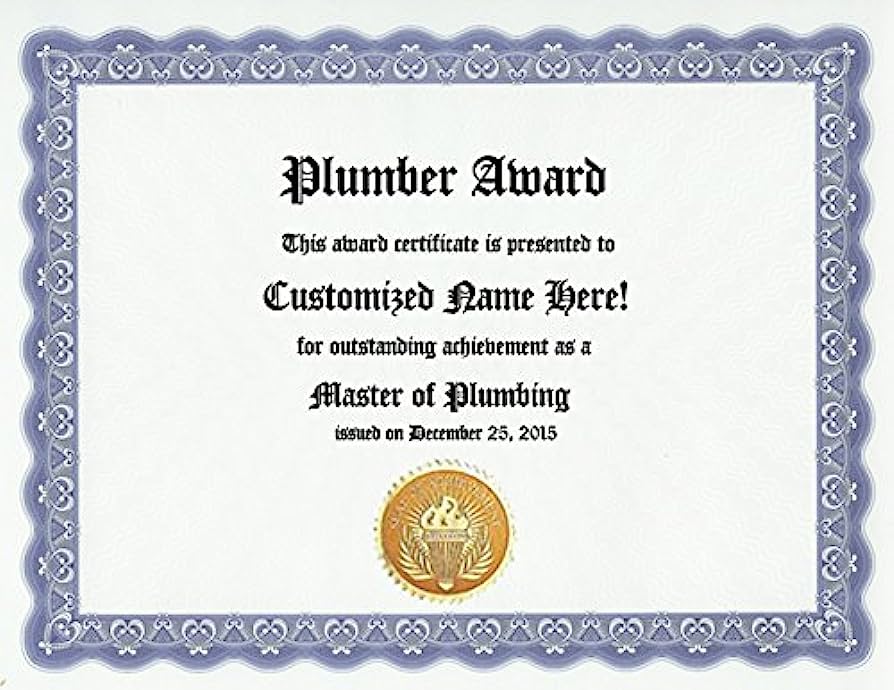 Plumber Award
This award certificate is presented to
Customized Name Here!
for outstanding achievement as a
Master of Plumbing
issued on December 25, 2015